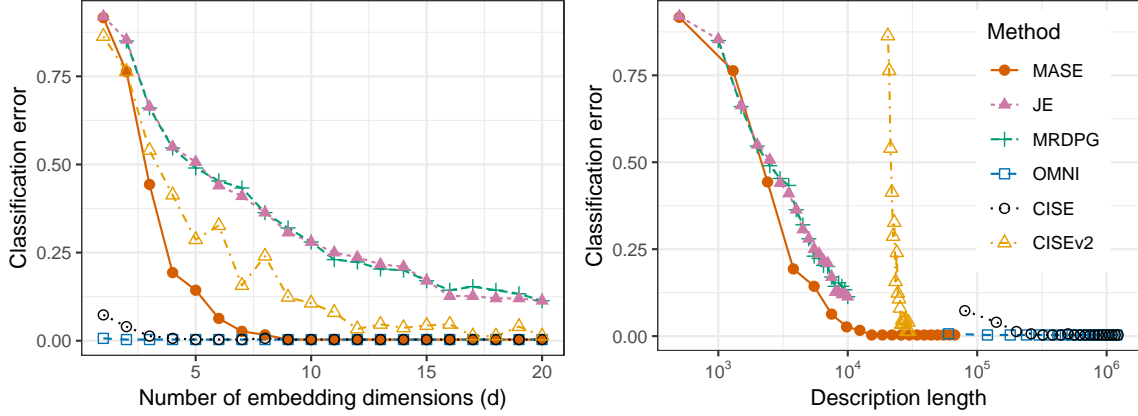 Classification error
0.75
0.50
0.25
0.00
5
10
15
20
Number of embedding dimensions (d)
Classification error
0.75
0.50
0.25
0.00
10³
10⁴
10⁵
10⁶
Description length
Method
MASE
JE
MRDPG
OMNI
CISE
CISEv2